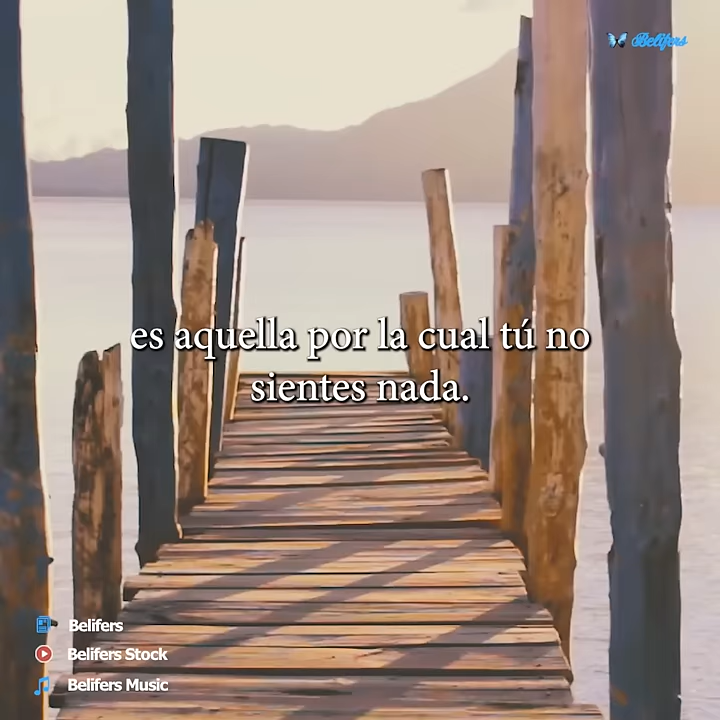 Belifers
es aquella por la cual tú no
sientes nada.
Belifers
Belifers Stock
Belifers Music